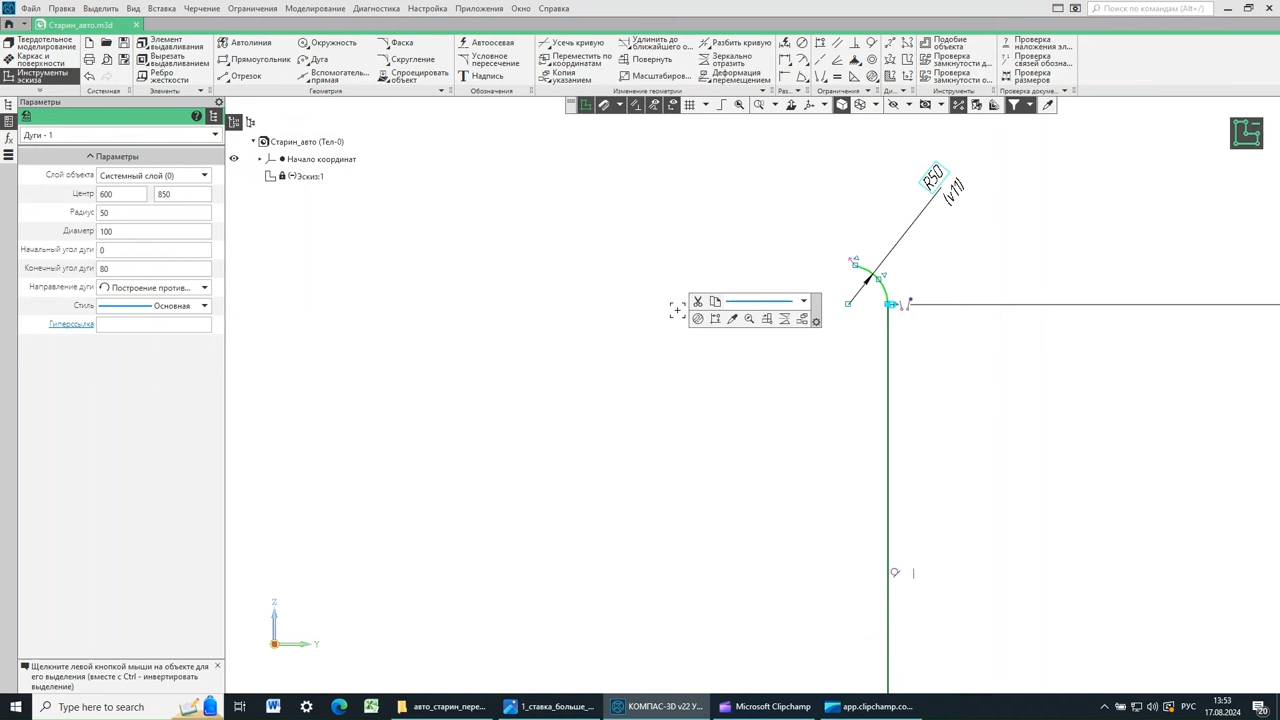 Файл Правка Выделить Вид Вставка Черчение Ограничения Моделирование Диагностика Настройка Приложения Окно Справка
Поиск по командам (Alt+/)
Старин_авто.m3d
Твердотельное моделирование
Каркас и поверхности
Инструменты эскиза
Системная
Элемент выдавливания
Вырезать выдавливанием
Ребро жесткости
Элементы
Автолиния
Прямоугольник
Отрезок
Окружность
Дуга
Вспомогатель... прямая
Фаска
Скругление
Спроецировать объект
Геометрия
Автоосевая
Условное пересечение
Надпись
Обозначения
Усечь кривую
Переместить по координатам
Копия указанием
Удлинить до ближайшего о...
Повернуть
Масштабиров...
Разбить кривую
Зеркально отразить
Деформация перемещением
Изменение геометрии
Раз...
Ограничения
Ди...
Подобие объекта
Проверка замкнутости д...
Проверка замкнутости о...
Инструменты
Проверка наложения эл...
Проверка связей обозна...
Проверка размеров
Проверка документа
Параметры
Дуги - 1
Параметры
Слой объекта Системный слой (0)
Центр 600 850
Радиус 50
Диаметр 100
Начальный угол дуги 0
Конечный угол дуги 80
Направление дуги Построение против...
Стиль Основная
Гиперссылка
Старин_авто (Тел-0)
Начало координат
(-)Эскиз:1
R50
(v11)
Z
Y
Щелкните левой кнопкой мыши на объекте для
его выделения (вместе с Ctrl - инвертировать
выделение)
Type here to search
авто_старин_пере...
1_ставка_больше_...
КОМПАС-3D v22 У...
Microsoft Clipchamp
app.clipchamp.co...
РУС
13:53
17.08.2024